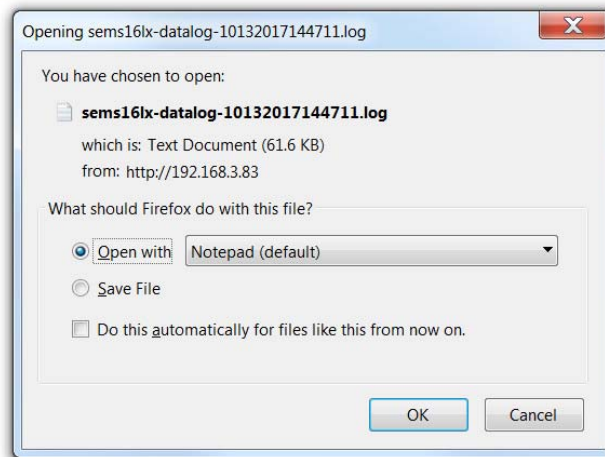 Opening sems16lx-datalog-10132017144711.log
You have chosen to open:
sems16lx-datalog-10132017144711.log
which is: Text Document (61.6 KB)
from: http://192.168.3.83
What should Firefox do with this file?
Open with Notepad (default)
Save File
Do this automatically for files like this from now on.
OK Cancel